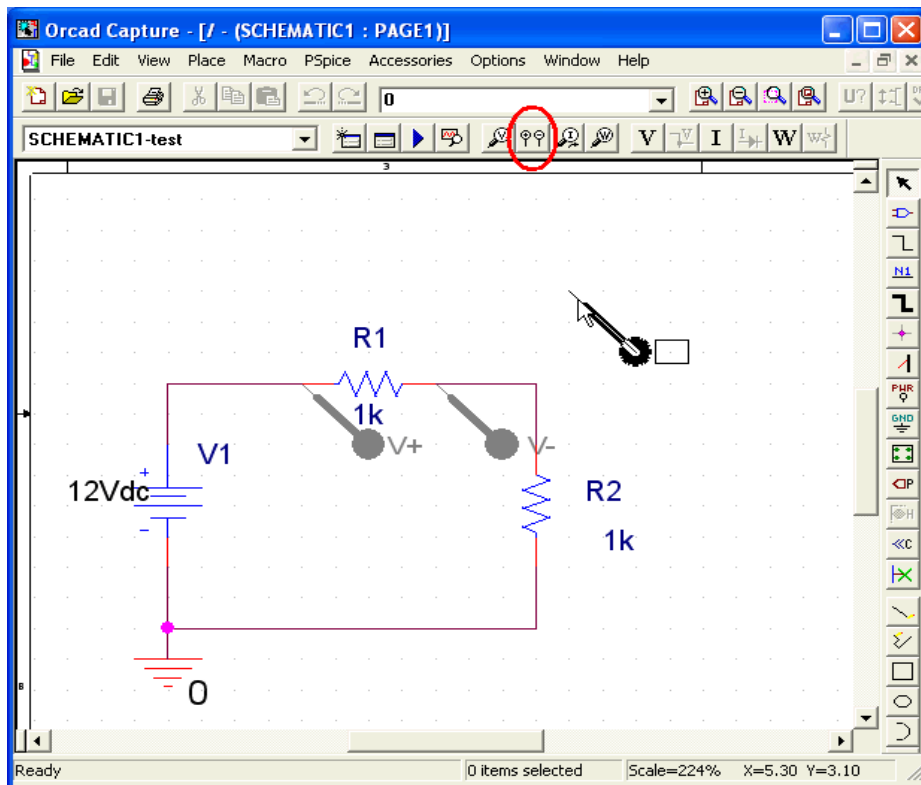 Orcad Capture - [/ - (SCHEMATIC1 : PAGE1)]
File Edit View Place Macro PSpice Accessories Options Window Help
0
U?
SCHEMATIC1-test
V I W V I W
3
N1
R1
PWR
1k
GND
V+ V-
V1
+
12Vdc
R2
P
-
H
1k
C
B
0
Ready 0 items selected Scale=224% X=5.30 Y=3.10